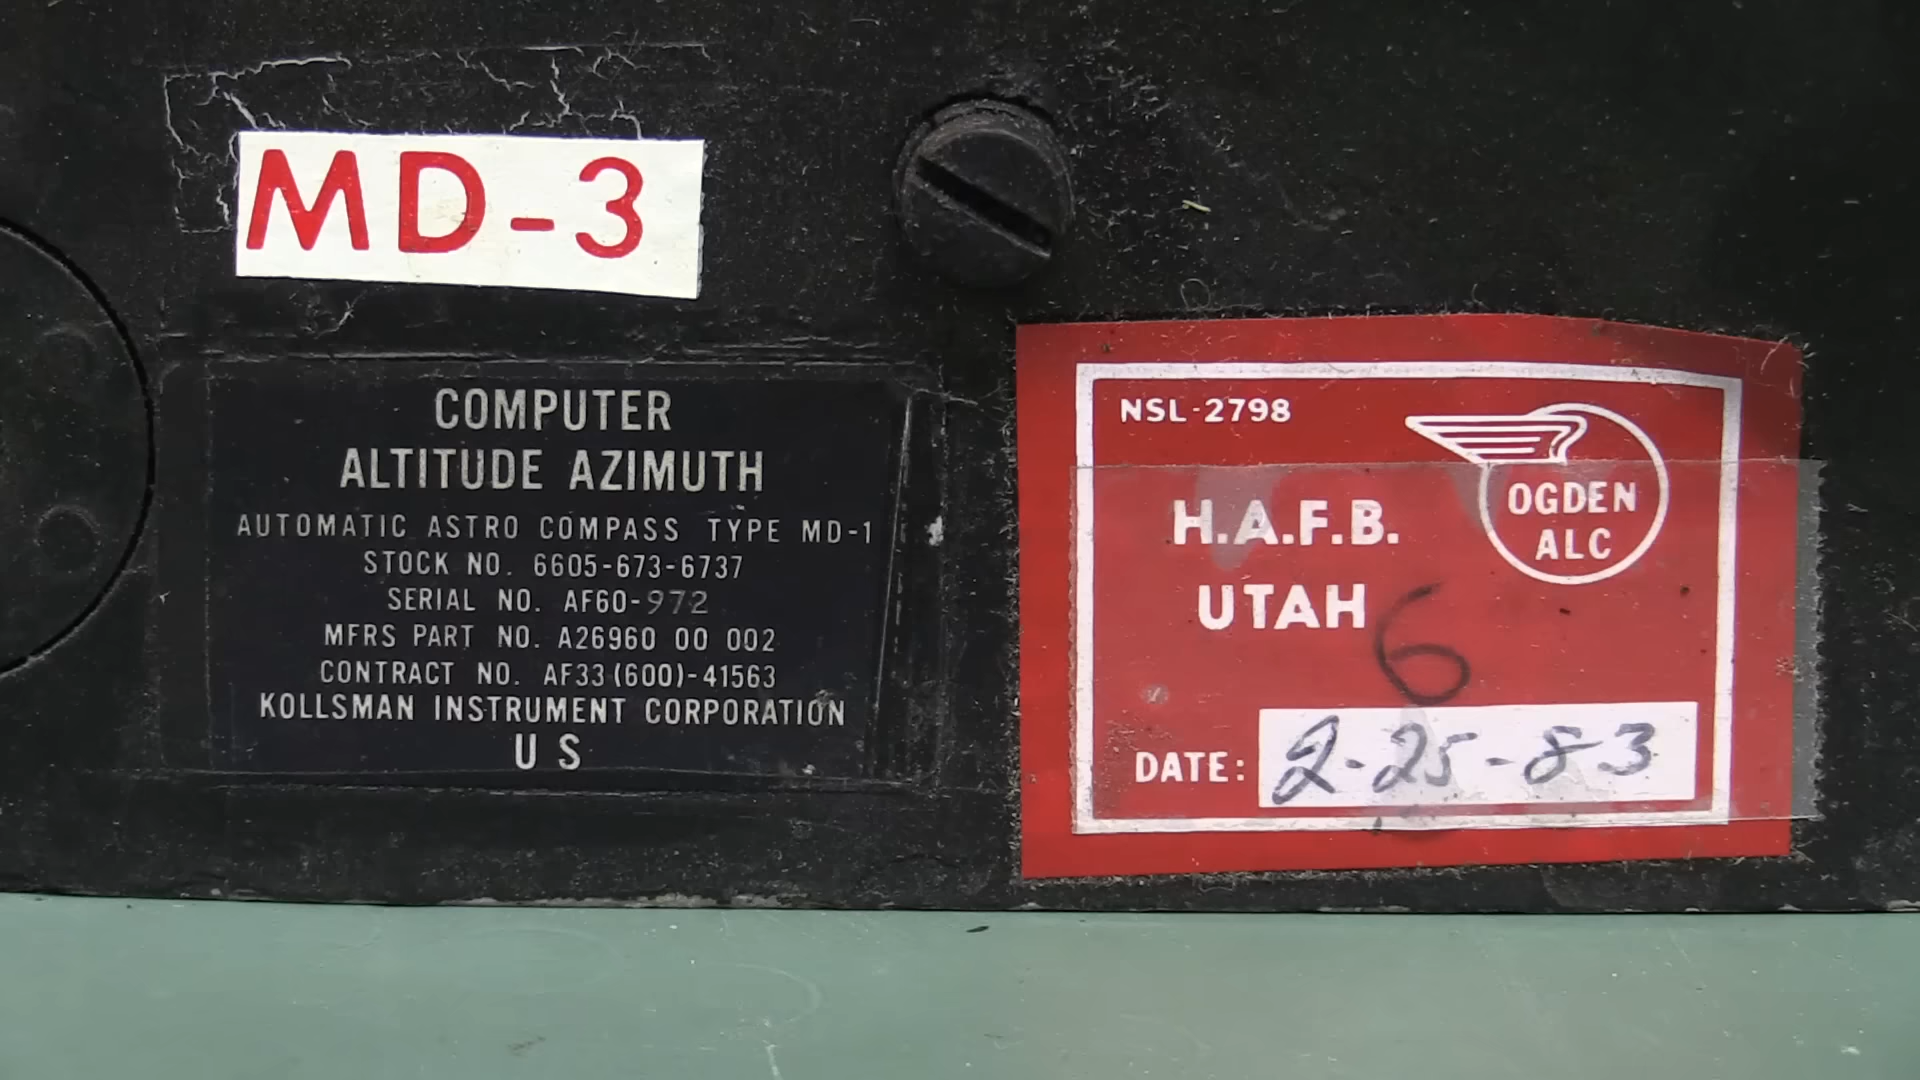 MD-3
COMPUTER
ALTITUDE AZIMUTH
AUTOMATIC ASTRO COMPASS TYPE MD-1
STOCK NO. 6605-673-6737
SERIAL NO. AF60-972
MFRS PART NO. A26960 00 002
CONTRACT NO. AF33(600)-41563
KOLLSMAN INSTRUMENT CORPORATION
U S
NSL-2798
OGDEN
ALC
H.A.F.B.
UTAH
6
DATE: 2-25-83